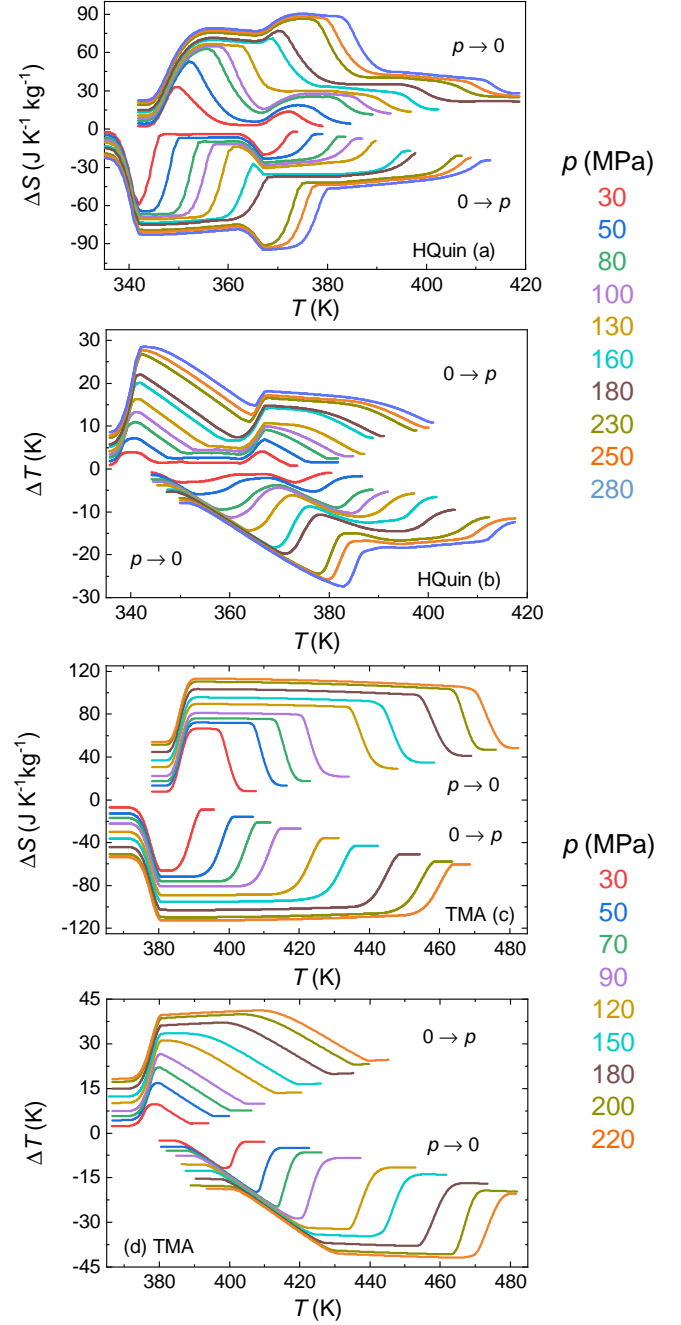 90
60
30
0
-30
-60
-90
ΔS (J K⁻¹ kg⁻¹)
p → 0
0 → p
HQuin (a)
340 360 380 400 420
T (K)
p (MPa)
30
50
80
100
130
160
180
230
250
280
30
20
10
0
-10
-20
-30
ΔT (K)
0 → p
p → 0
HQuin (b)
340 360 380 400 420
T (K)
120
80
40
0
-40
-80
-120
ΔS (J K⁻¹kg⁻¹)
p → 0
0 → p
TMA (c)
380 400 420 440 460 480
T (K)
p (MPa)
30
50
70
90
120
150
180
200
220
45
30
15
0
-15
-30
-45
ΔT (K)
0 → p
p → 0
(d) TMA
380 400 420 440 460 480
T (K)